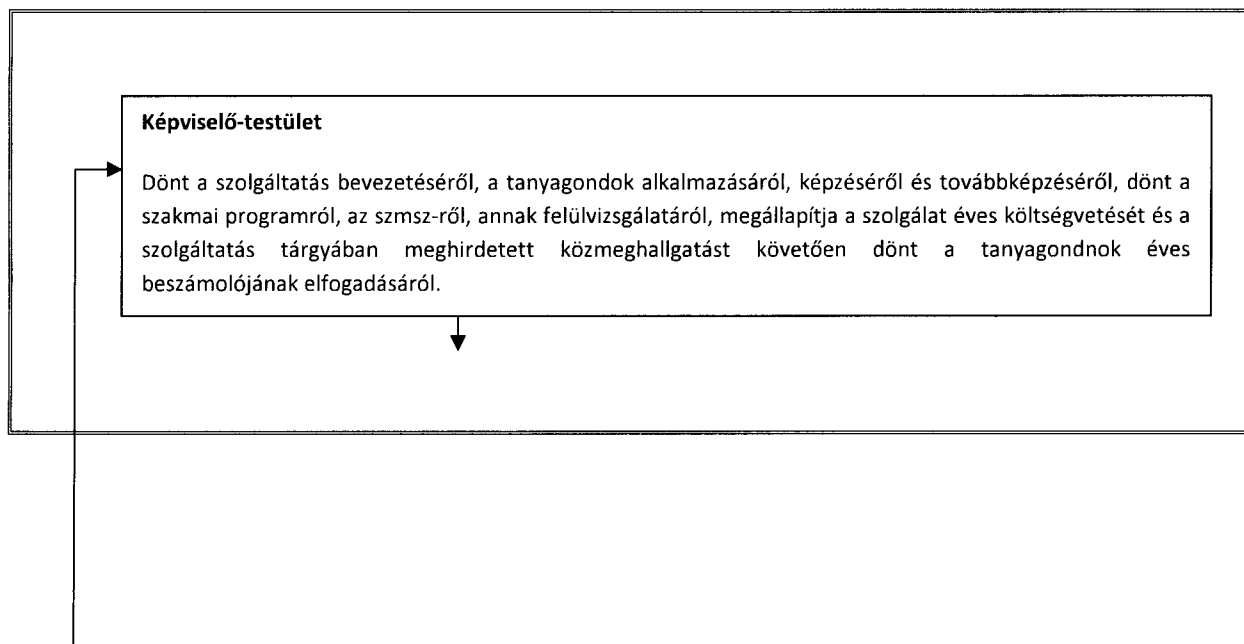 Képviselő-testület
Dönt a szolgáltatás bevezetéséről, a tanyagondok alkalmazásáról, képzéséről és továbbképzéséről, dönt a
szakmai programról, az szmsz-ről, annak felülvizsgálatáról, megállapítja a szolgálat éves költségvetését és a
szolgáltatás tárgyában meghirdetett közmeghallgatást követően dönt a tanyagondnok éves
beszámolójának elfogadásáról.